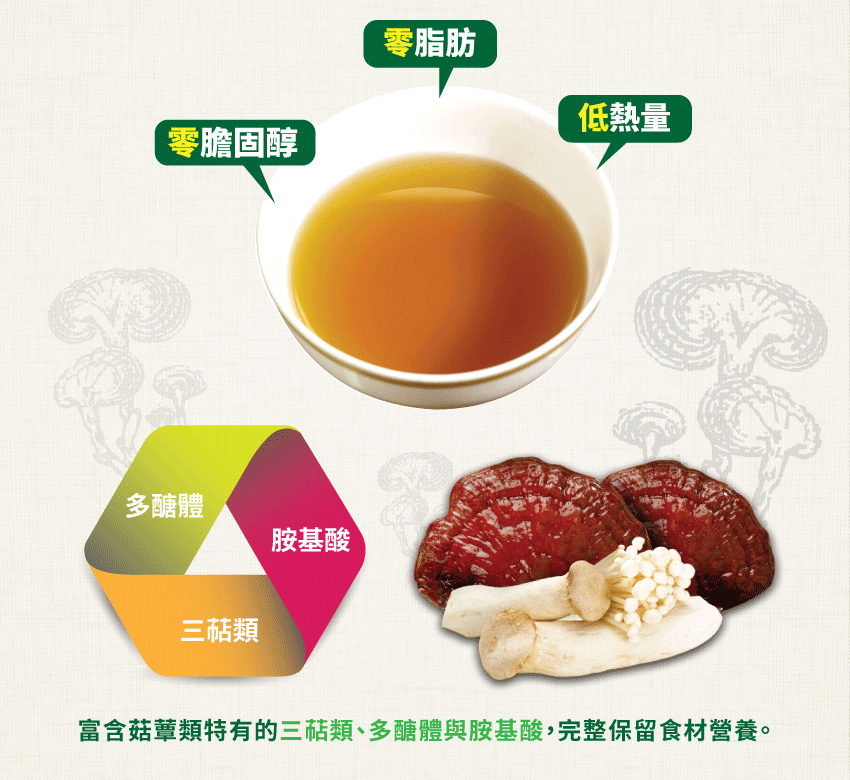 零脂肪
低熱量
零膽固醇
多醣體
胺基酸
三萜類
富含菇蕈類特有的三萜類、多醣體與胺基酸,完整保留食材營養。